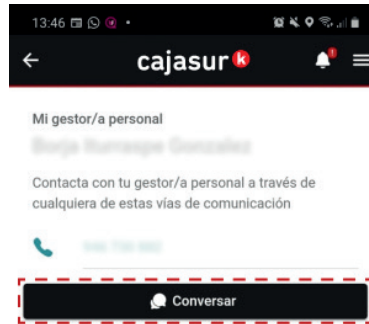 13:46
cajasur k
Mi gestor/a personal
Contacta con tu gestor/a personal a través de
cualquiera de estas vías de comunicación
Conversar